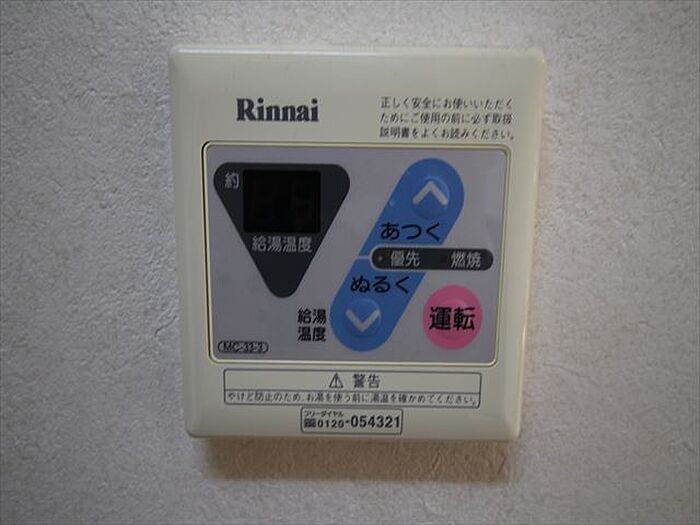 Rinnai
正しく安全にお使いいただく
ためにご使用の前に必ず取扱
説明書をよくお読みください。
約
給湯温度
あつく
優先 燃焼
ぬるく
給湯
温度
運転
MC-33-3
警告
やけど防止のため、お湯を使う前に湯温を確かめてください。
フリーダイヤル
0120-054321